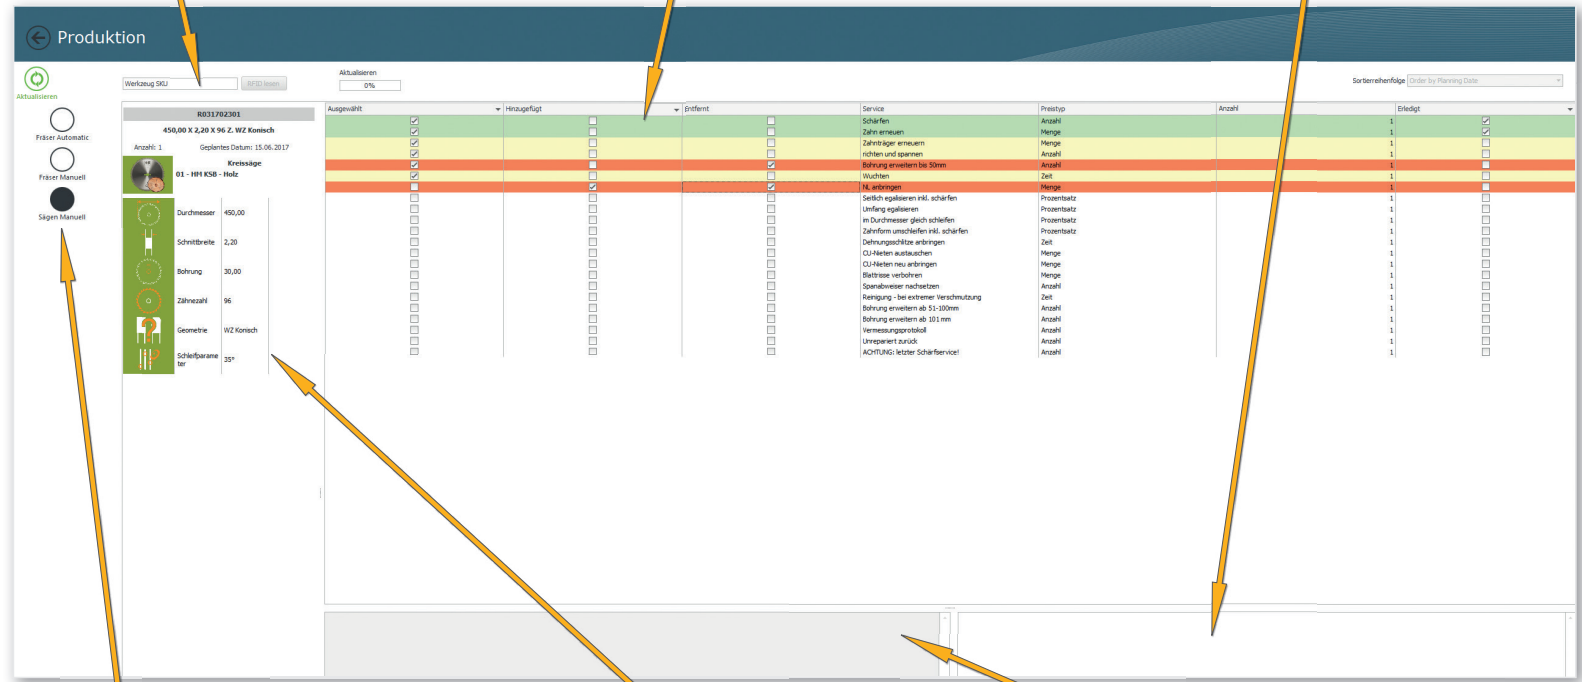 Produktion
Aktualisieren
Fräser Automatic
Fräser Manuell
Sägen Manuell
Werkzeug SKU RFID lesen
Aktualisieren
0%
Sortierreihenfolge Order by Planning Date
R031702301
450,00 X 2,20 X 96 Z. WZ Konisch
Anzahl: 1 Geplantes Datum: 15.06.2017
Kreissäge
01 - HM KSB - Holz
Durchmesser 450,00
Schnittbreite 2,20
Bohrung 30,00
Zähnezahl 96
Geometrie WZ Konisch
Schleifparame
ter 35°
Ausgewählt Hinzugefügt Entfernt Service Preistyp Anzahl Erledigt
Schärfen Anzahl 1
Zahn erneuen Menge 1
Zahnträger erneuern Menge 1
richten und spannen Anzahl 1
Bohrung erweitern bis 50mm Anzahl 1
Wuchten Zeit 1
NL anbringen Menge 1
Seitlich egalisieren inkl. schärfen Prozentsatz 1
Umfang egalisieren Prozentsatz 1
im Durchmesser gleich schleifen Prozentsatz 1
Zahnform umschleifen inkl. schärfen Prozentsatz 1
Dehnungsschlitze anbringen Zeit 1
CU-Nieten austauschen Menge 1
CU-Nieten neu anbringen Menge 1
Blattrisse verbohren Menge 1
Spanabweiser nachsetzen Anzahl 1
Reinigung - bei extremer Verschmutzung Zeit 1
Bohrung erweitern ab 51-100mm Anzahl 1
Bohrung erweitern ab 101 mm Anzahl 1
Vermessungsprotokoll Anzahl 1
Unrepariert zurück Anzahl 1
ACHTUNG: letzter Schärfservice! Anzahl 1